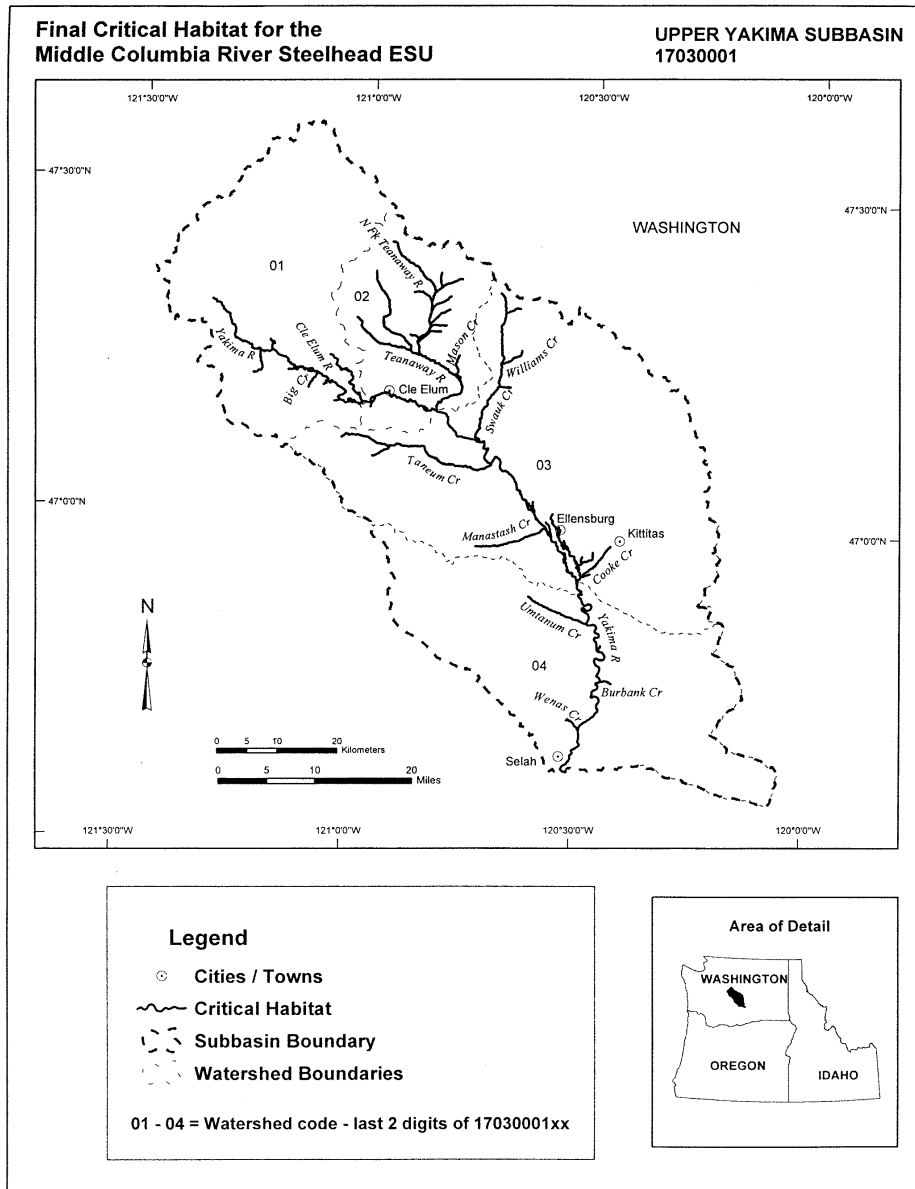 Final Critical Habitat for the
Middle Columbia River Steelhead ESU
UPPER YAKIMA SUBBASIN
17030001
121°30'0"W
121°0'0"W
120°30'0"W
120°0'0"W
47°30'0"N
47°30'0"N
WASHINGTON
N Fk Teanaway R
01
02
Yakima R
Cle Elum R
Big Cr
Teanaway R
Mason Cr
Cle Elum
Williams Cr
Swauk Cr
03
Taneum Cr
47°0'0"N
47°0'0"N
Ellensburg
Kittitas
Manastash Cr
Cooke Cr
Umtanum Cr
Yakima R
N
04
Burbank Cr
Wenas Cr
Selah
0 5 10 20
Kilometers
0 5 10 20
Miles
121°30'0"W
121°0'0"W
120°30'0"W
120°0'0"W
Legend
Cities / Towns
Critical Habitat
Subbasin Boundary
Watershed Boundaries
01 - 04 = Watershed code - last 2 digits of 17030001xx
Area of Detail
WASHINGTON
OREGON
IDAHO